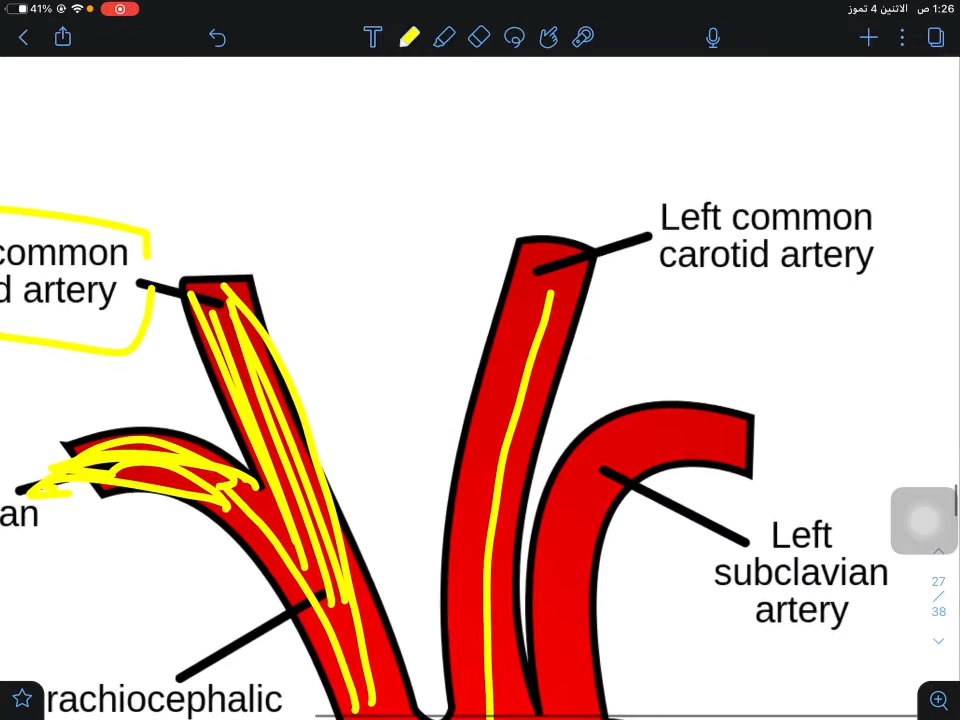 41%
الاثنين 4 تموز
1:26 ص
T
Left common
carotid artery
common
d artery
an
Left
subclavian
artery
rachiocephalic
27
38